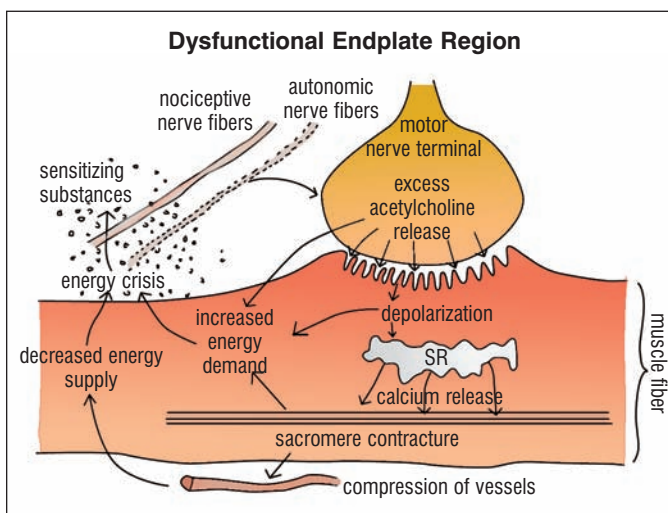 Dysfunctional Endplate Region
nociceptive
nerve fibers
autonomic
nerve fibers
motor
nerve terminal
sensitizing
substances
excess
acetylcholine
release
energy crisis
increased
energy
demand
depolarization
decreased energy
supply
SR
calcium release
sacromere contracture
compression of vessels
muscle fiber